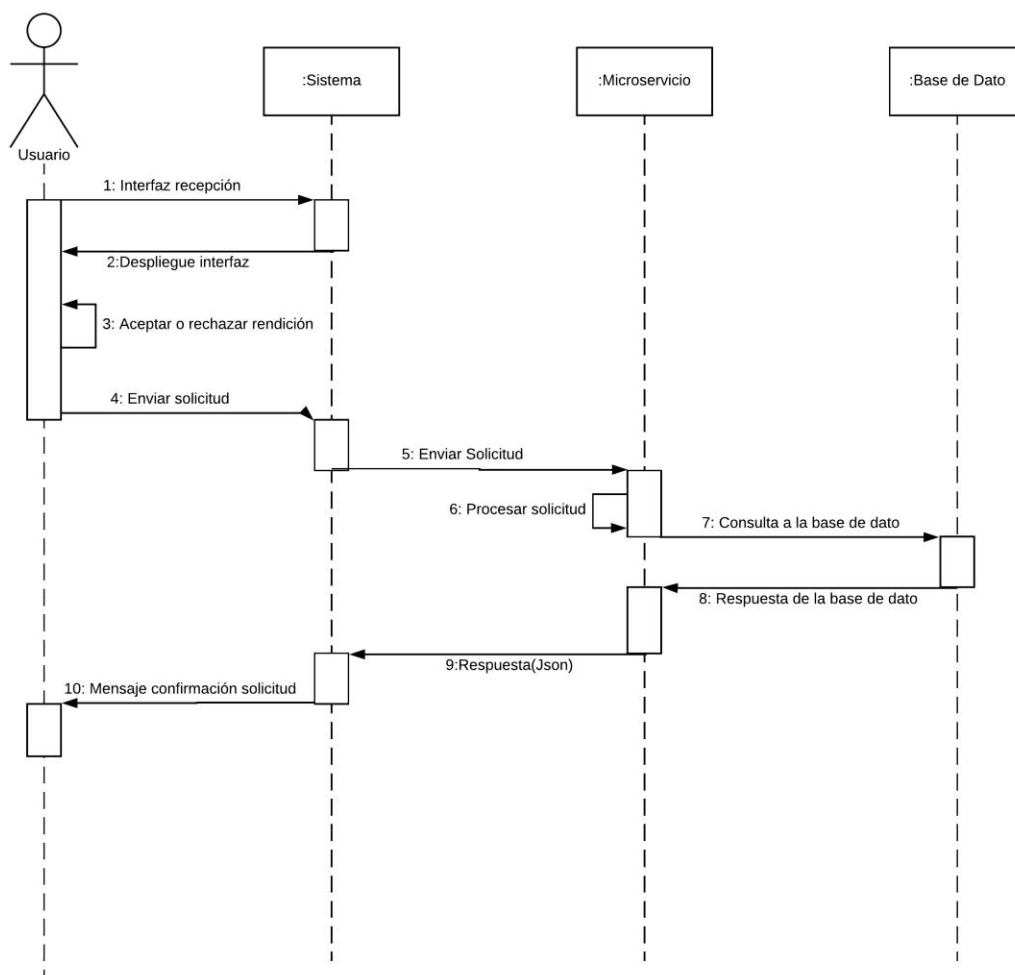 :Sistema
:Microservicio
:Base de Dato
Usuario
1: Interfaz recepción
2:Despliegue interfaz
3: Aceptar o rechazar rendición
4: Enviar solicitud
5: Enviar Solicitud
6: Procesar solicitud
7: Consulta a la base de dato
8: Respuesta de la base de dato
9:Respuesta(Json)
10: Mensaje confirmación solicitud